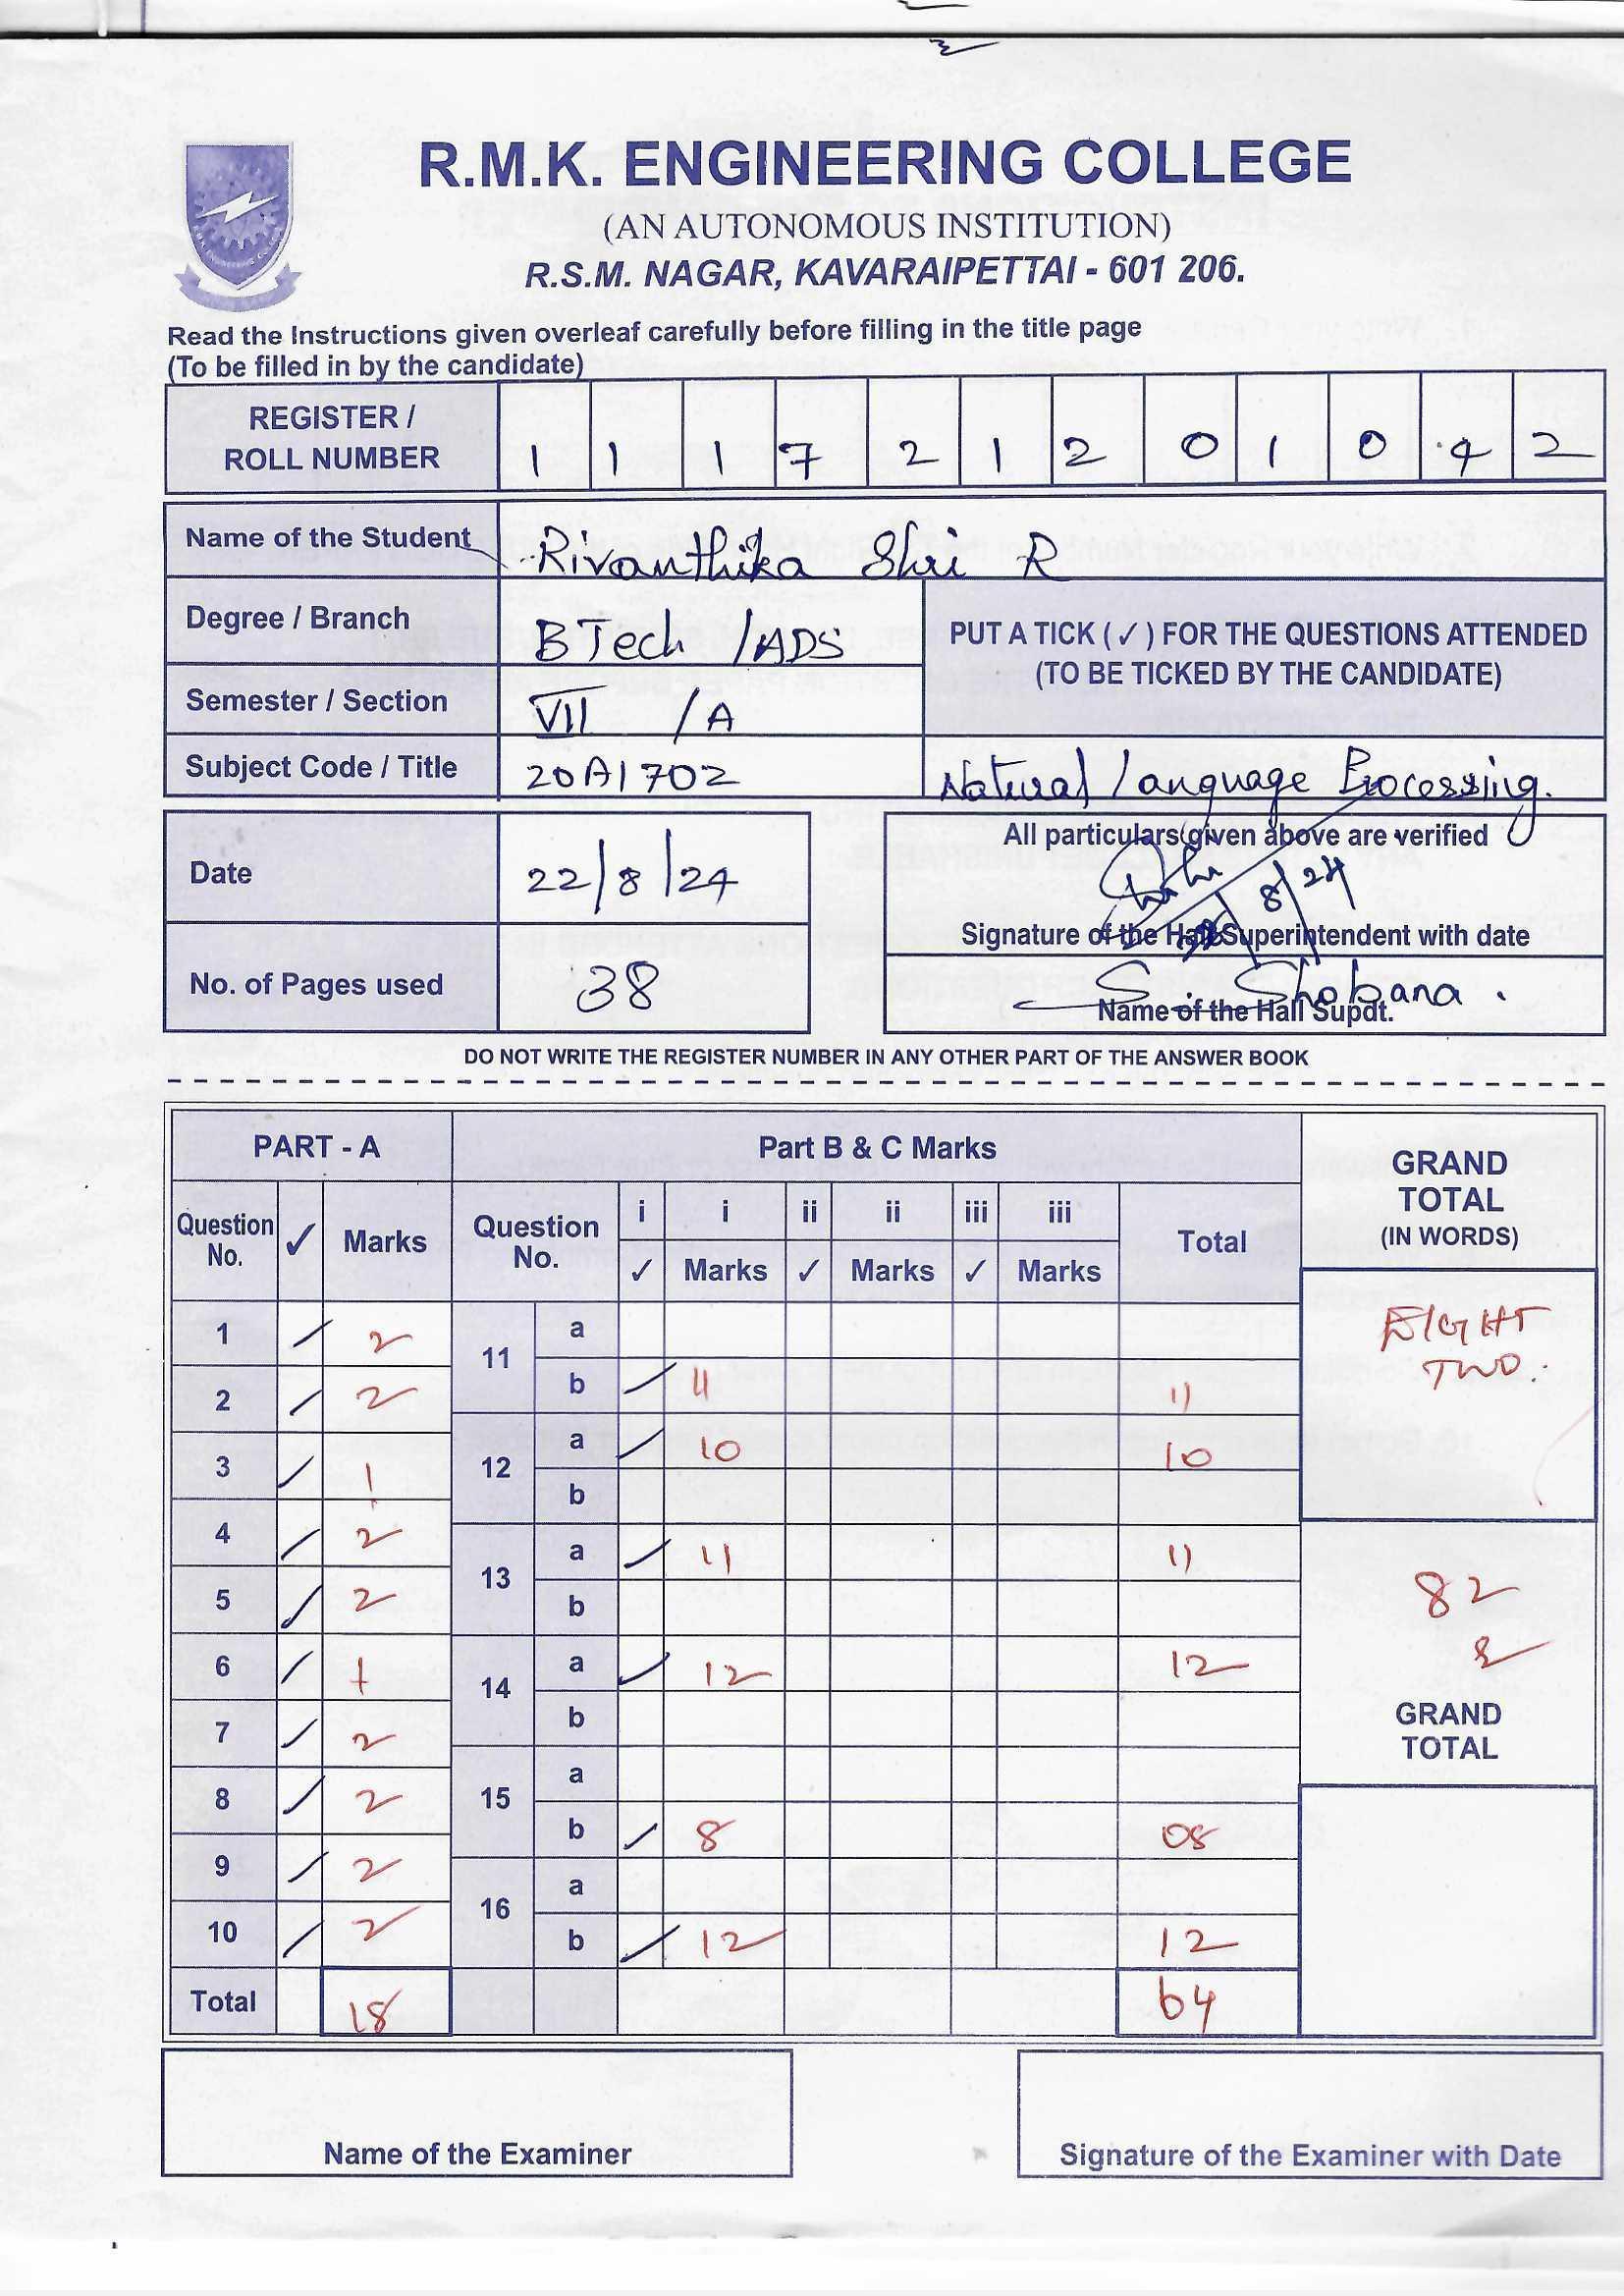 R.M.K. ENGINEERING COLLEGE
(AN AUTONOMOUS INSTITUTION)
R.S.M. NAGAR, KAVARAIPETTAI - 601 206.
Read the Instructions given overleaf carefully before filling in the title page
(To be filled in by the candidate)
REGISTER / ROLL NUMBER 1 1 1 7 2 1 2 0 1 0 4 2
Name of the Student Rivanthika Shri R
Degree / Branch B Tech /ADS
PUT A TICK ( ✓ ) FOR THE QUESTIONS ATTENDED
(TO BE TICKED BY THE CANDIDATE)
Semester / Section VII / A
Subject Code / Title 20AI702 Natural Language Processing.
All particulars given above are verified
Date 22/8/24
8/24
Signature of the Hall Superintendent with date
No. of Pages used 38
S. Shobana.
Name of the Hall Supdt.
DO NOT WRITE THE REGISTER NUMBER IN ANY OTHER PART OF THE ANSWER BOOK
PART - A
Question No. ✓ Marks
1 ✓ 2
2 ✓ 2
3 ✓ 1
4 ✓ 2
5 ✓ 2
6 ✓ 1
7 ✓ 2
8 ✓ 2
9 ✓ 2
10 ✓ 2
Total 18
Part B & C Marks
Question No. i i ii ii iii iii Total
✓ Marks ✓ Marks ✓ Marks
11 a
b ✓ 11 11
12 a ✓ 10 10
b
13 a ✓ 11 11
b
14 a ✓ 12 12
b
15 a
b ✓ 8 08
16 a
b ✓ 12 12
64
GRAND
TOTAL
(IN WORDS)
EIGHT
TWO.
82
GRAND
TOTAL
Name of the Examiner
Signature of the Examiner with Date